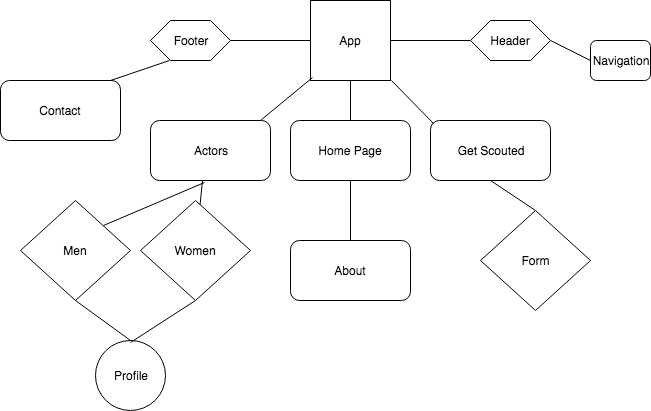 Footer
App
Header
Navigation
Contact
Actors
Home Page
Get Scouted
Men
Women
About
Form
Profile